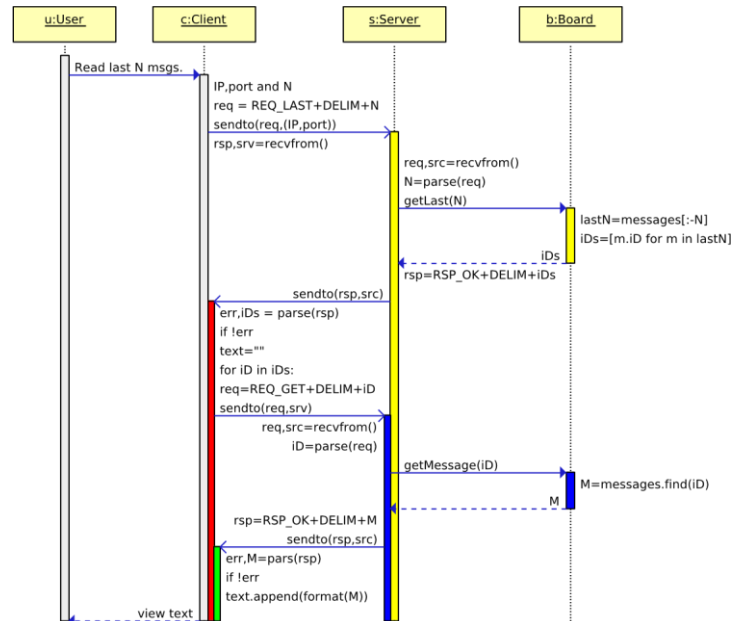 u:User
c:Client
s:Server
b:Board
Read last N msgs.
IP,port and N
req = REQ_LAST+DELIM+N
sendto(req,(IP,port))
rsp,srv=recvfrom()
req,src=recvfrom()
N=parse(req)
getLast(N)
lastN=messages[:-N]
iDs=[m.iD for m in lastN]
iDs
rsp=RSP_OK+DELIM+iDs
sendto(rsp,src)
err,iDs = parse(rsp)
if !err
text=""
for iD in iDs:
req=REQ_GET+DELIM+iD
sendto(req,srv)
req,src=recvfrom()
iD=parse(req)
getMessage(iD)
M=messages.find(iD)
M
rsp=RSP_OK+DELIM+M
sendto(rsp,src)
err,M=pars(rsp)
if !err
text.append(format(M))
view text